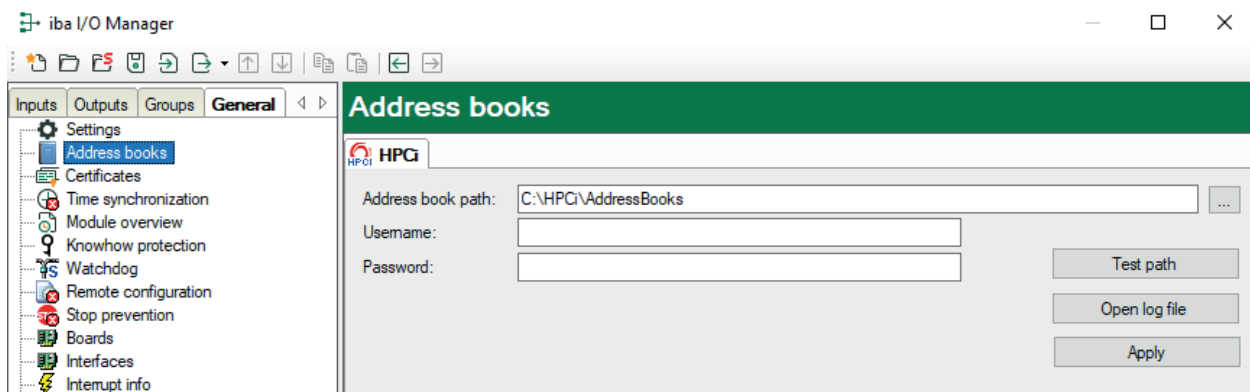 iba I/O Manager
Inputs Outputs Groups General
Address books
Settings
Address books
Certificates
Time synchronization
Module overview
Knowhow protection
Watchdog
Remote configuration
Stop prevention
Boards
Interfaces
Interrupt info
HPCi HPCi
Address book path: C:\HPCi\AddressBooks ...
Username:
Password:
Test path
Open log file
Apply